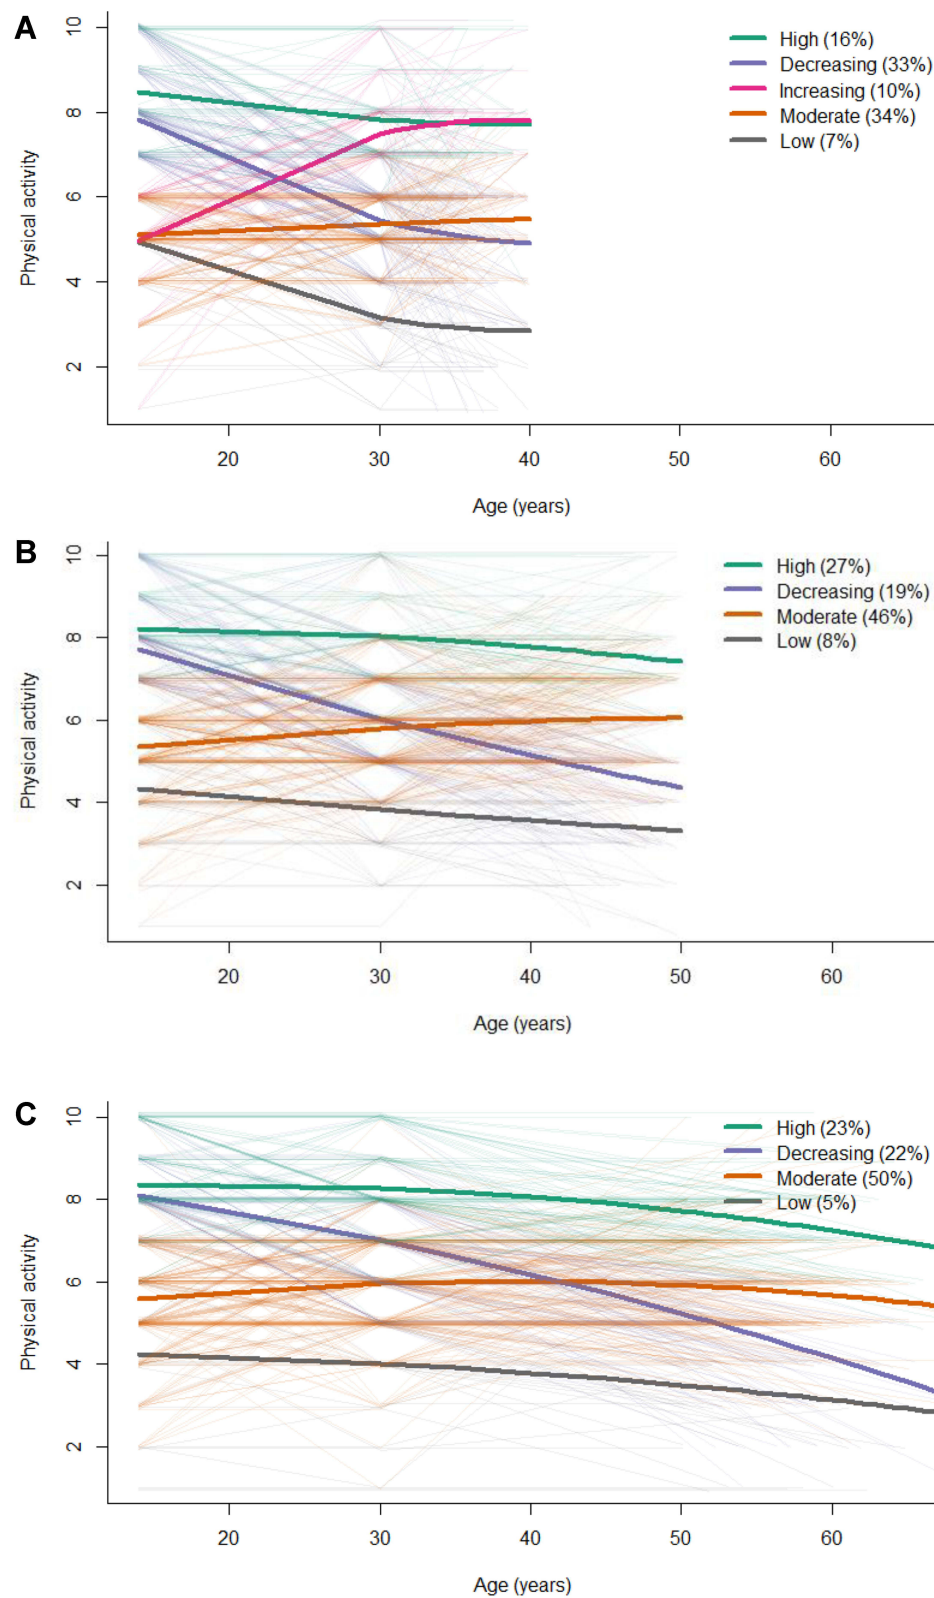 A
10
8
6
4
2
Physical activity
High (16%)
Decreasing (33%)
Increasing (10%)
Moderate (34%)
Low (7%)
20 30 40 50 60
Age (years)
B
10
8
6
4
2
Physical activity
High (27%)
Decreasing (19%)
Moderate (46%)
Low (8%)
20 30 40 50 60
Age (years)
C
10
8
6
4
2
Physical activity
High (23%)
Decreasing (22%)
Moderate (50%)
Low (5%)
20 30 40 50 60
Age (years)